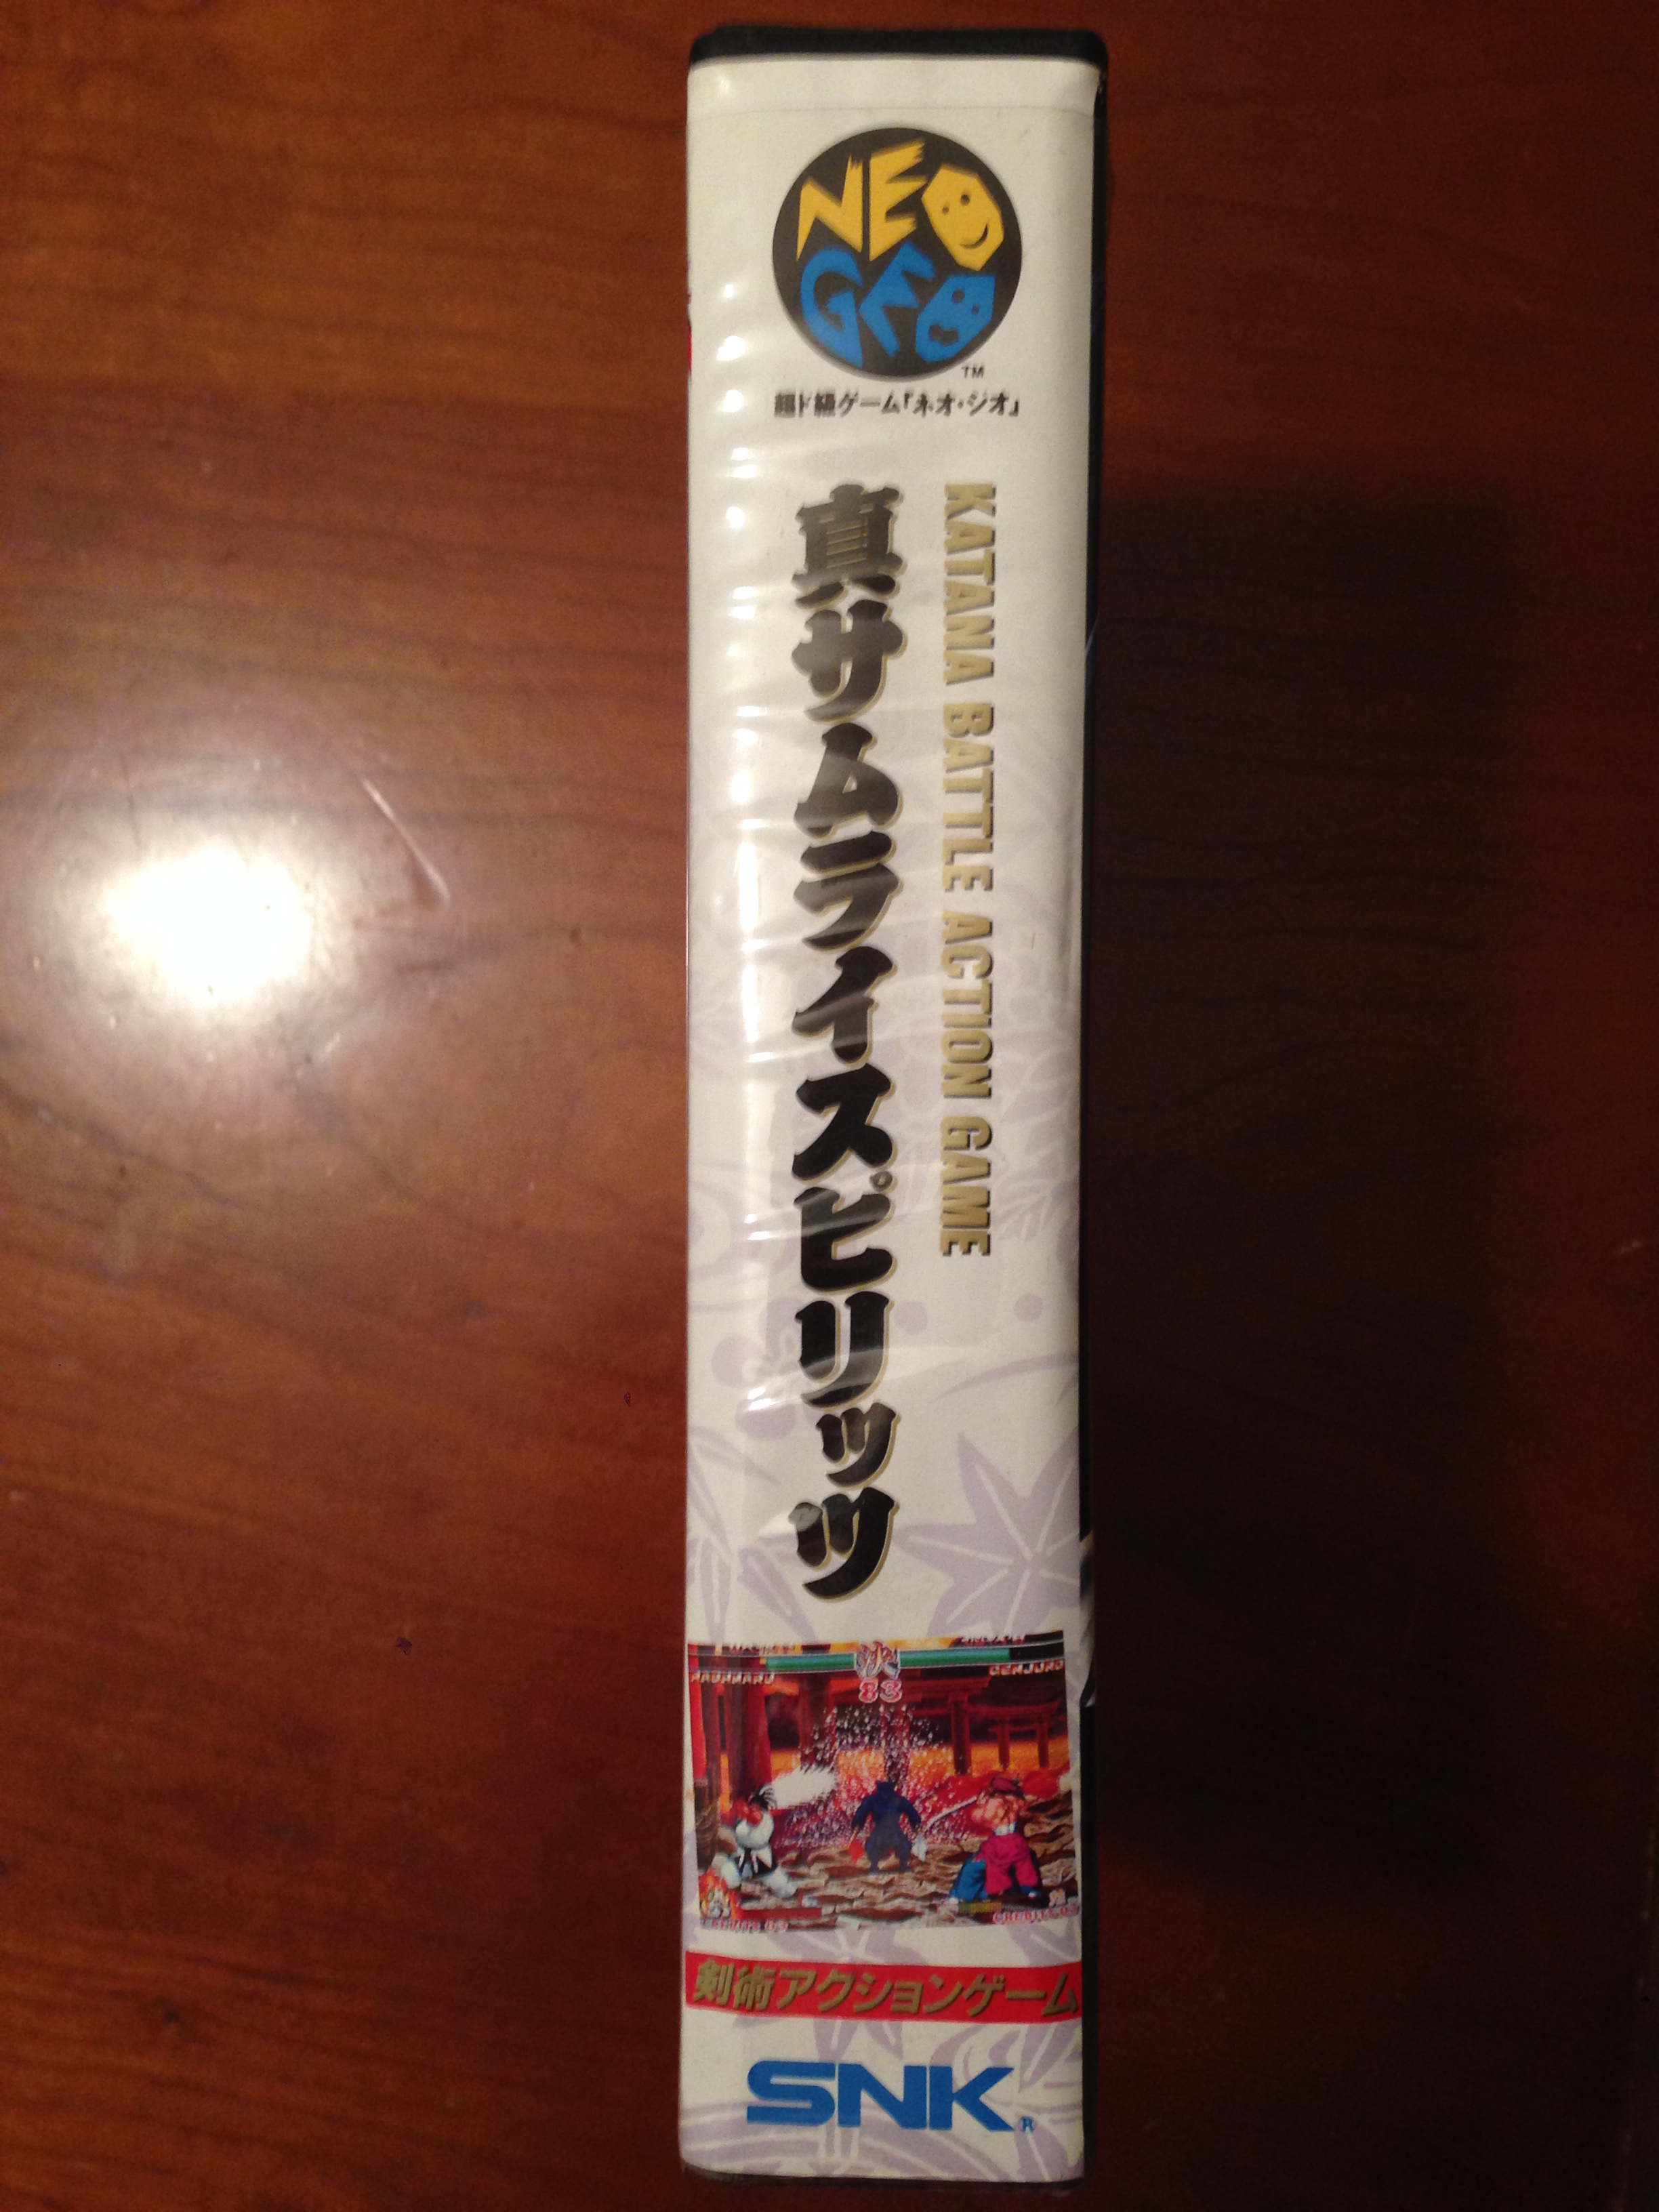 NEO
GEO
TM
超ド級ゲーム「ネオ・ジオ」
真サムライスピリッツ
KATANA BATTLE ACTION GAME
83
剣術アクションゲーム
SNK®